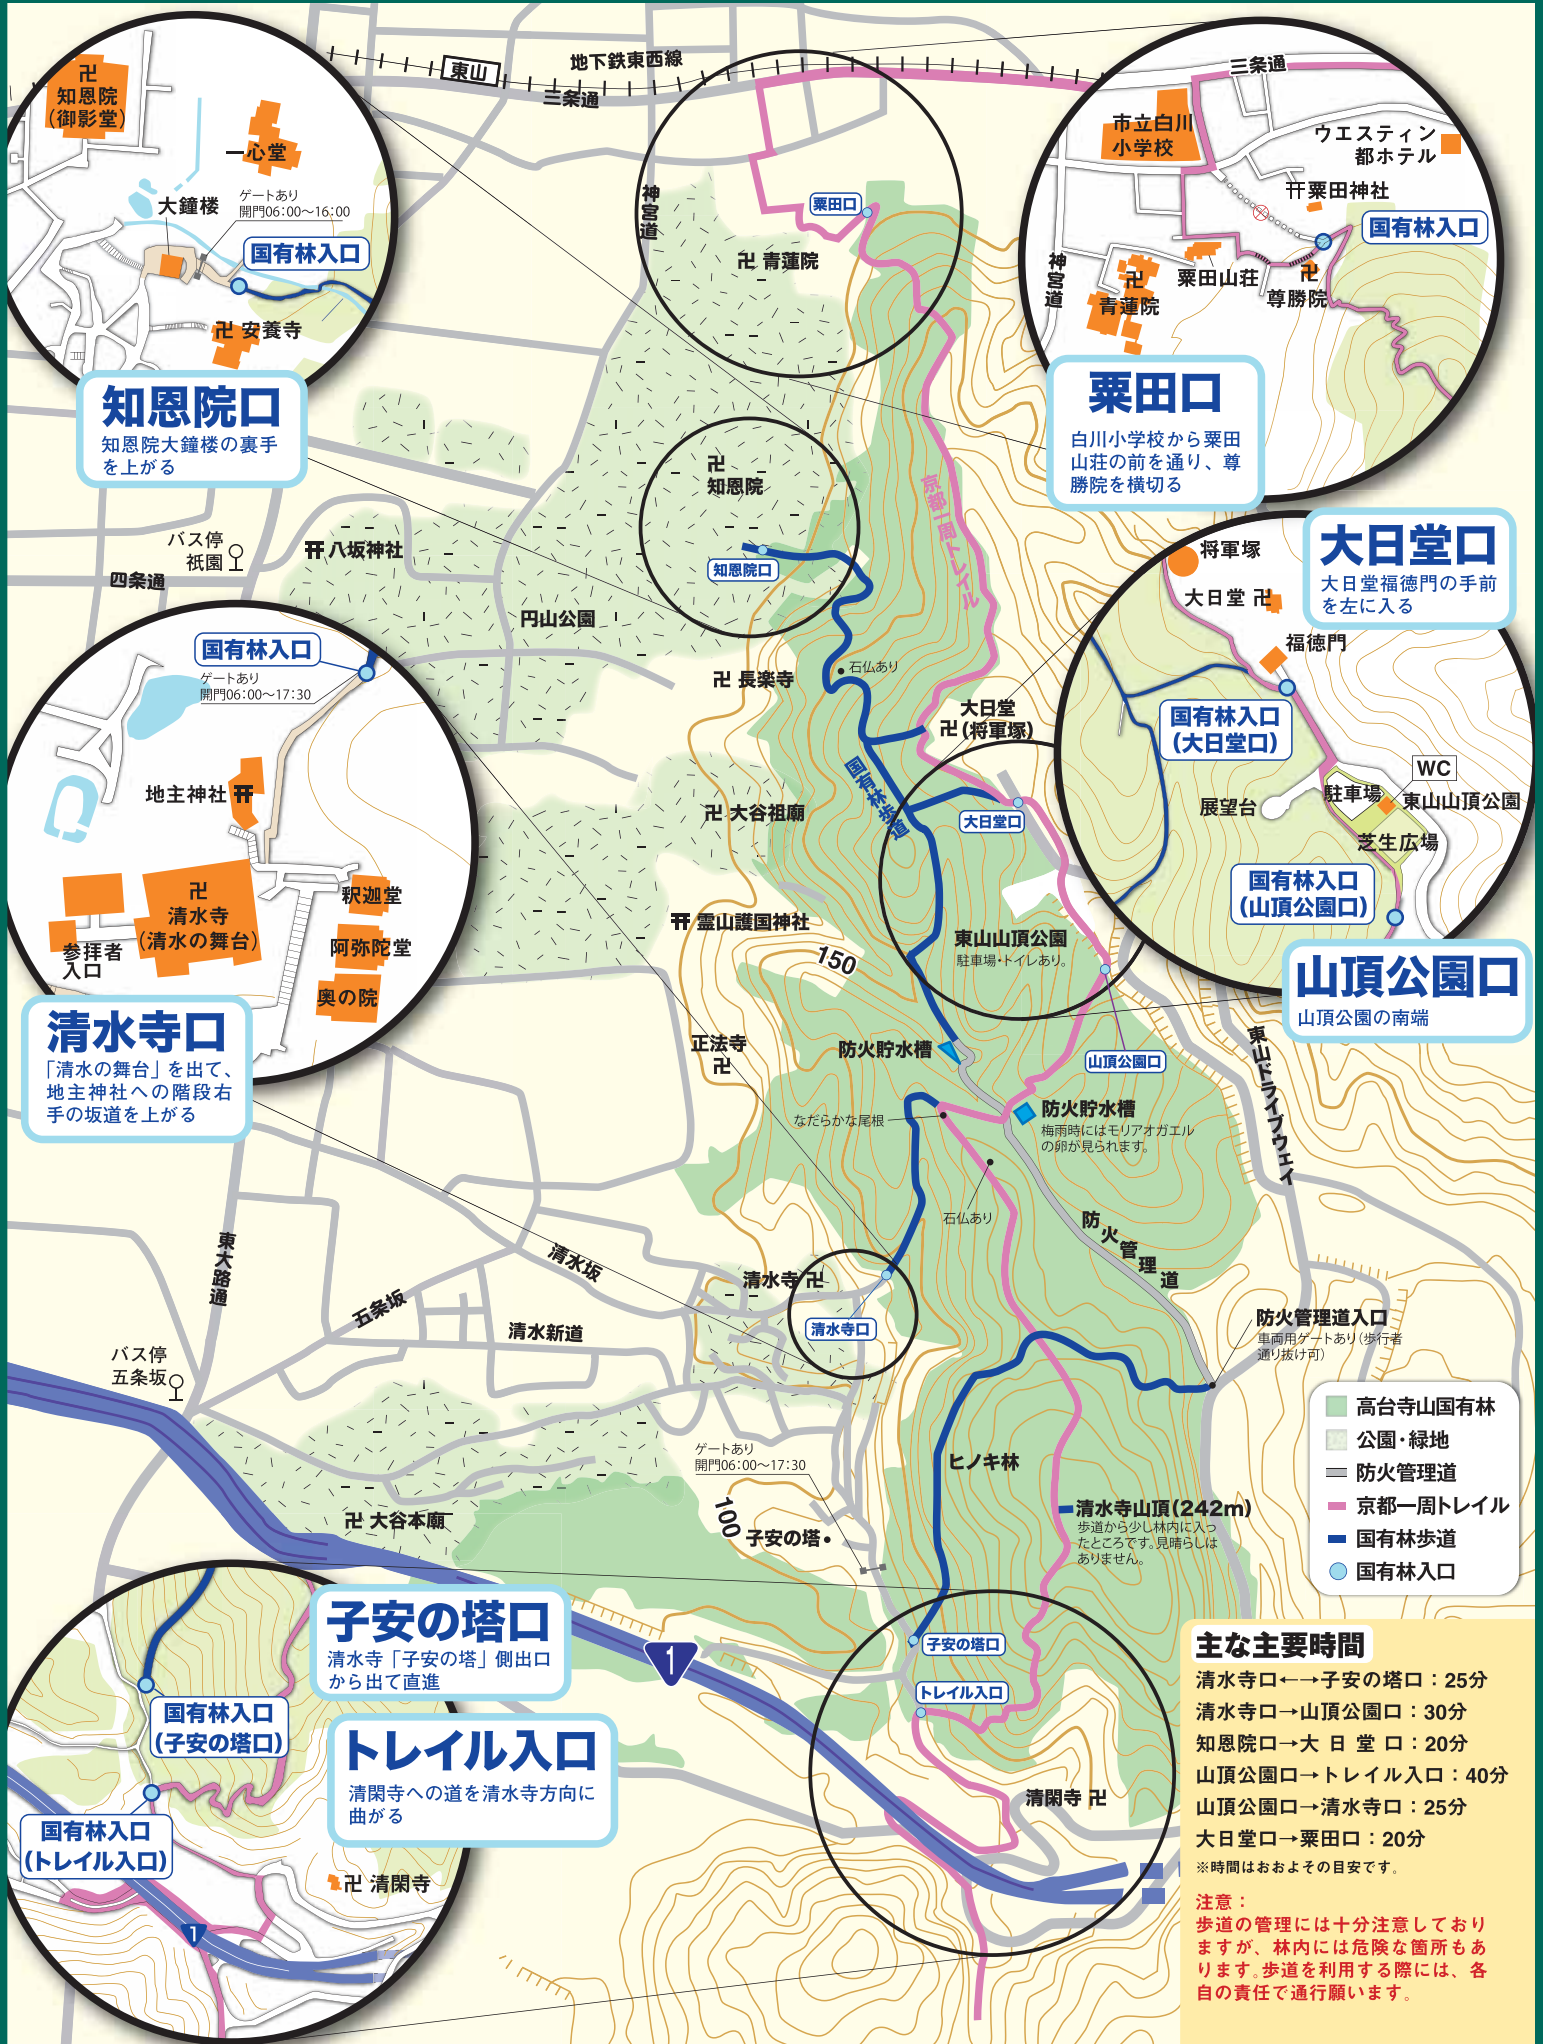 卍
知恩院
(御影堂)
一心堂
大鐘楼
ゲートあり
開門06:00〜16:00
国有林入口
卍 安養寺
知恩院口
知恩院大鐘楼の裏手
を上がる
東山
地下鉄東西線
三条通
神宮道
粟田口
卍 青蓮院
三条通
市立白川
小学校
ウエスティン
都ホテル
粟田神社
国有林入口
神宮道
卍
青蓮院
粟田山荘
卍
尊勝院
粟田口
白川小学校から粟田
山荘の前を通り、尊
勝院を横切る
卍
知恩院
知恩院口
京都一周トレイル
バス停
祇園
八坂神社
四条通
円山公園
石仏あり
卍 長楽寺
大日堂
卍(将軍塚)
国有林歩道
大日堂口
卍 大谷祖廟
霊山護国神社
150
東山山頂公園
駐車場・トイレあり。
大日堂口
大日堂福徳門の手前
を左に入る
将軍塚
大日堂 卍
福徳門
国有林入口
(大日堂口)
WC
駐車場
東山山頂公園
展望台
芝生広場
国有林入口
(山頂公園口)
山頂公園口
山頂公園の南端
国有林入口
ゲートあり
開門06:00〜17:30
地主神社
卍
清水寺
(清水の舞台)
釈迦堂
阿弥陀堂
奥の院
参拝者
入口
清水寺口
「清水の舞台」を出て、
地主神社への階段右
手の坂道を上がる
正法寺
卍
防火貯水槽
山頂公園口
東山ドライブウェイ
なだらかな尾根
防火貯水槽
梅雨時にはモリアオガエル
の卵が見られます。
石仏あり
防火管理道
東大路通
清水坂
五条坂
清水新道
清水寺 卍
清水寺口
防火管理道入口
車両用ゲートあり(歩行者
通り抜け可)
バス停
五条坂
ゲートあり
開門06:00〜17:30
ヒノキ林
100
子安の塔
清水寺山頂(242m)
歩道から少し林内に入っ
たところです。見晴らしは
ありません。
卍 大谷本廟
高台寺山国有林
公園・緑地
防火管理道
京都一周トレイル
国有林歩道
国有林入口
子安の塔口
清水寺「子安の塔」側出口
から出て直進
1
子安の塔口
トレイル入口
国有林入口
(子安の塔口)
トレイル入口
清閑寺への道を清水寺方向に
曲がる
国有林入口
(トレイル入口)
卍 清閑寺
1
清閑寺 卍
主な主要時間
清水寺口←→子安の塔口：25分
清水寺口→山頂公園口：30分
知恩院口→大 日 堂 口：20分
山頂公園口→トレイル入口：40分
山頂公園口→清水寺口：25分
大日堂口→粟田口：20分
※時間はおおよその目安です。
注意：
歩道の管理には十分注意しており
ますが、林内には危険な箇所もあ
ります。歩道を利用する際には、各
自の責任で通行願います。